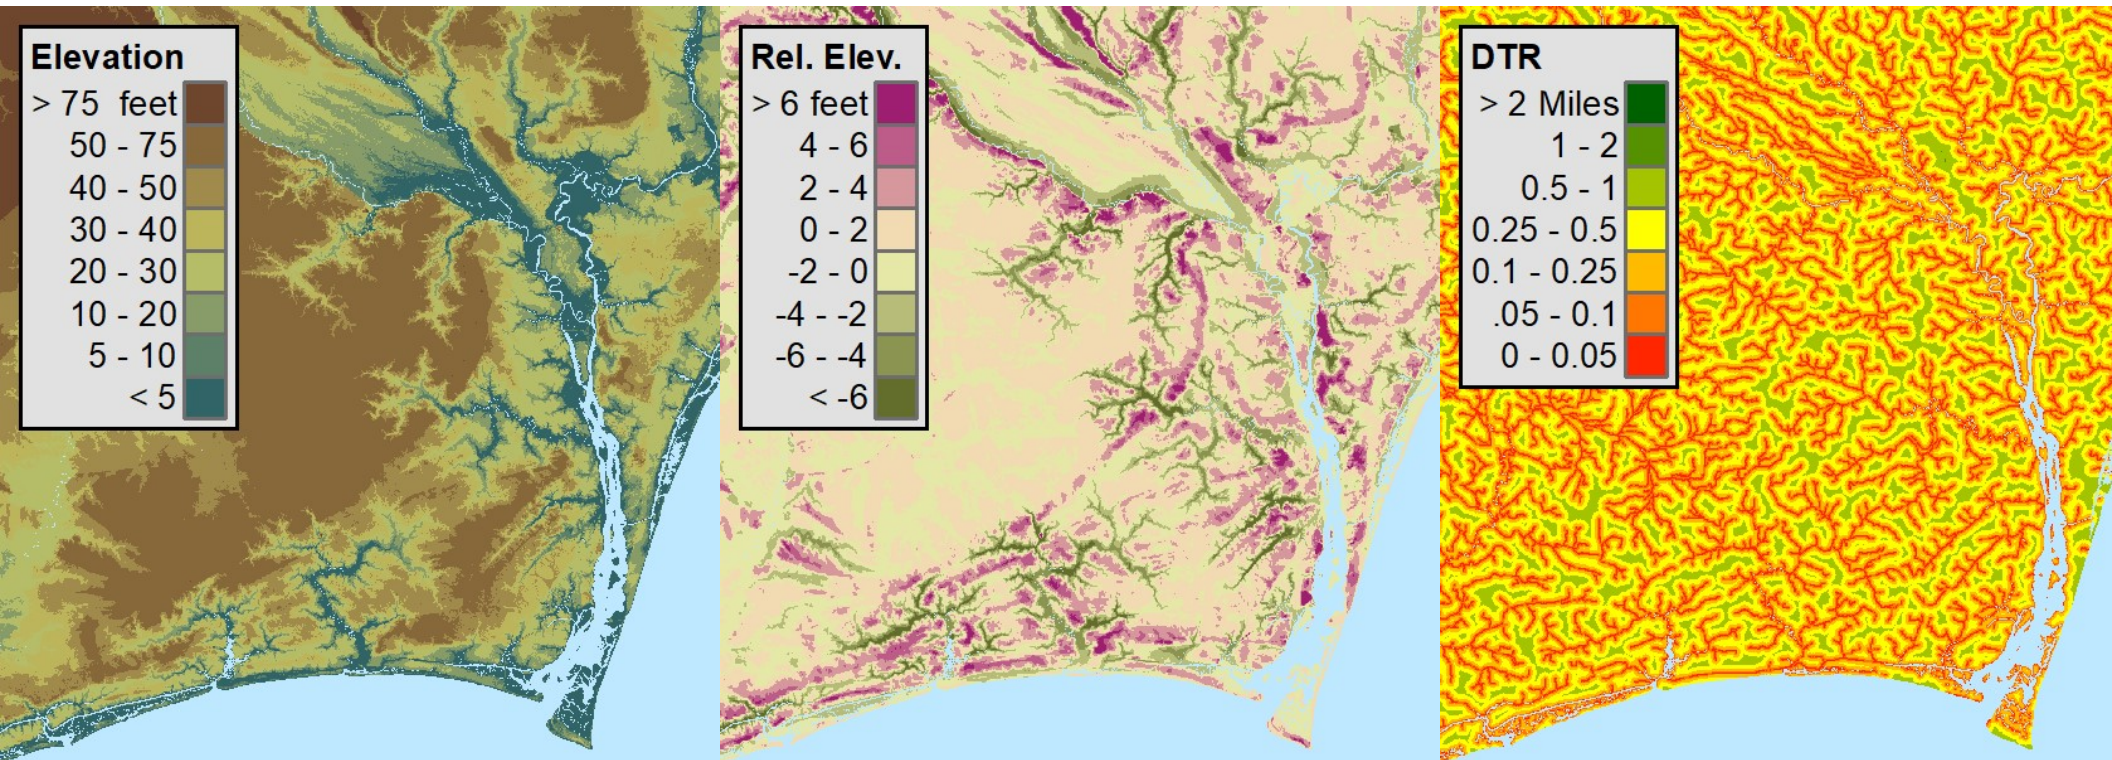 Elevation
> 75 feet
50 - 75
40 - 50
30 - 40
20 - 30
10 - 20
5 - 10
< 5
Rel. Elev.
> 6 feet
4 - 6
2 - 4
0 - 2
-2 - 0
-4 - -2
-6 - -4
< -6
DTR
> 2 Miles
1 - 2
0.5 - 1
0.25 - 0.5
0.1 - 0.25
.05 - 0.1
0 - 0.05